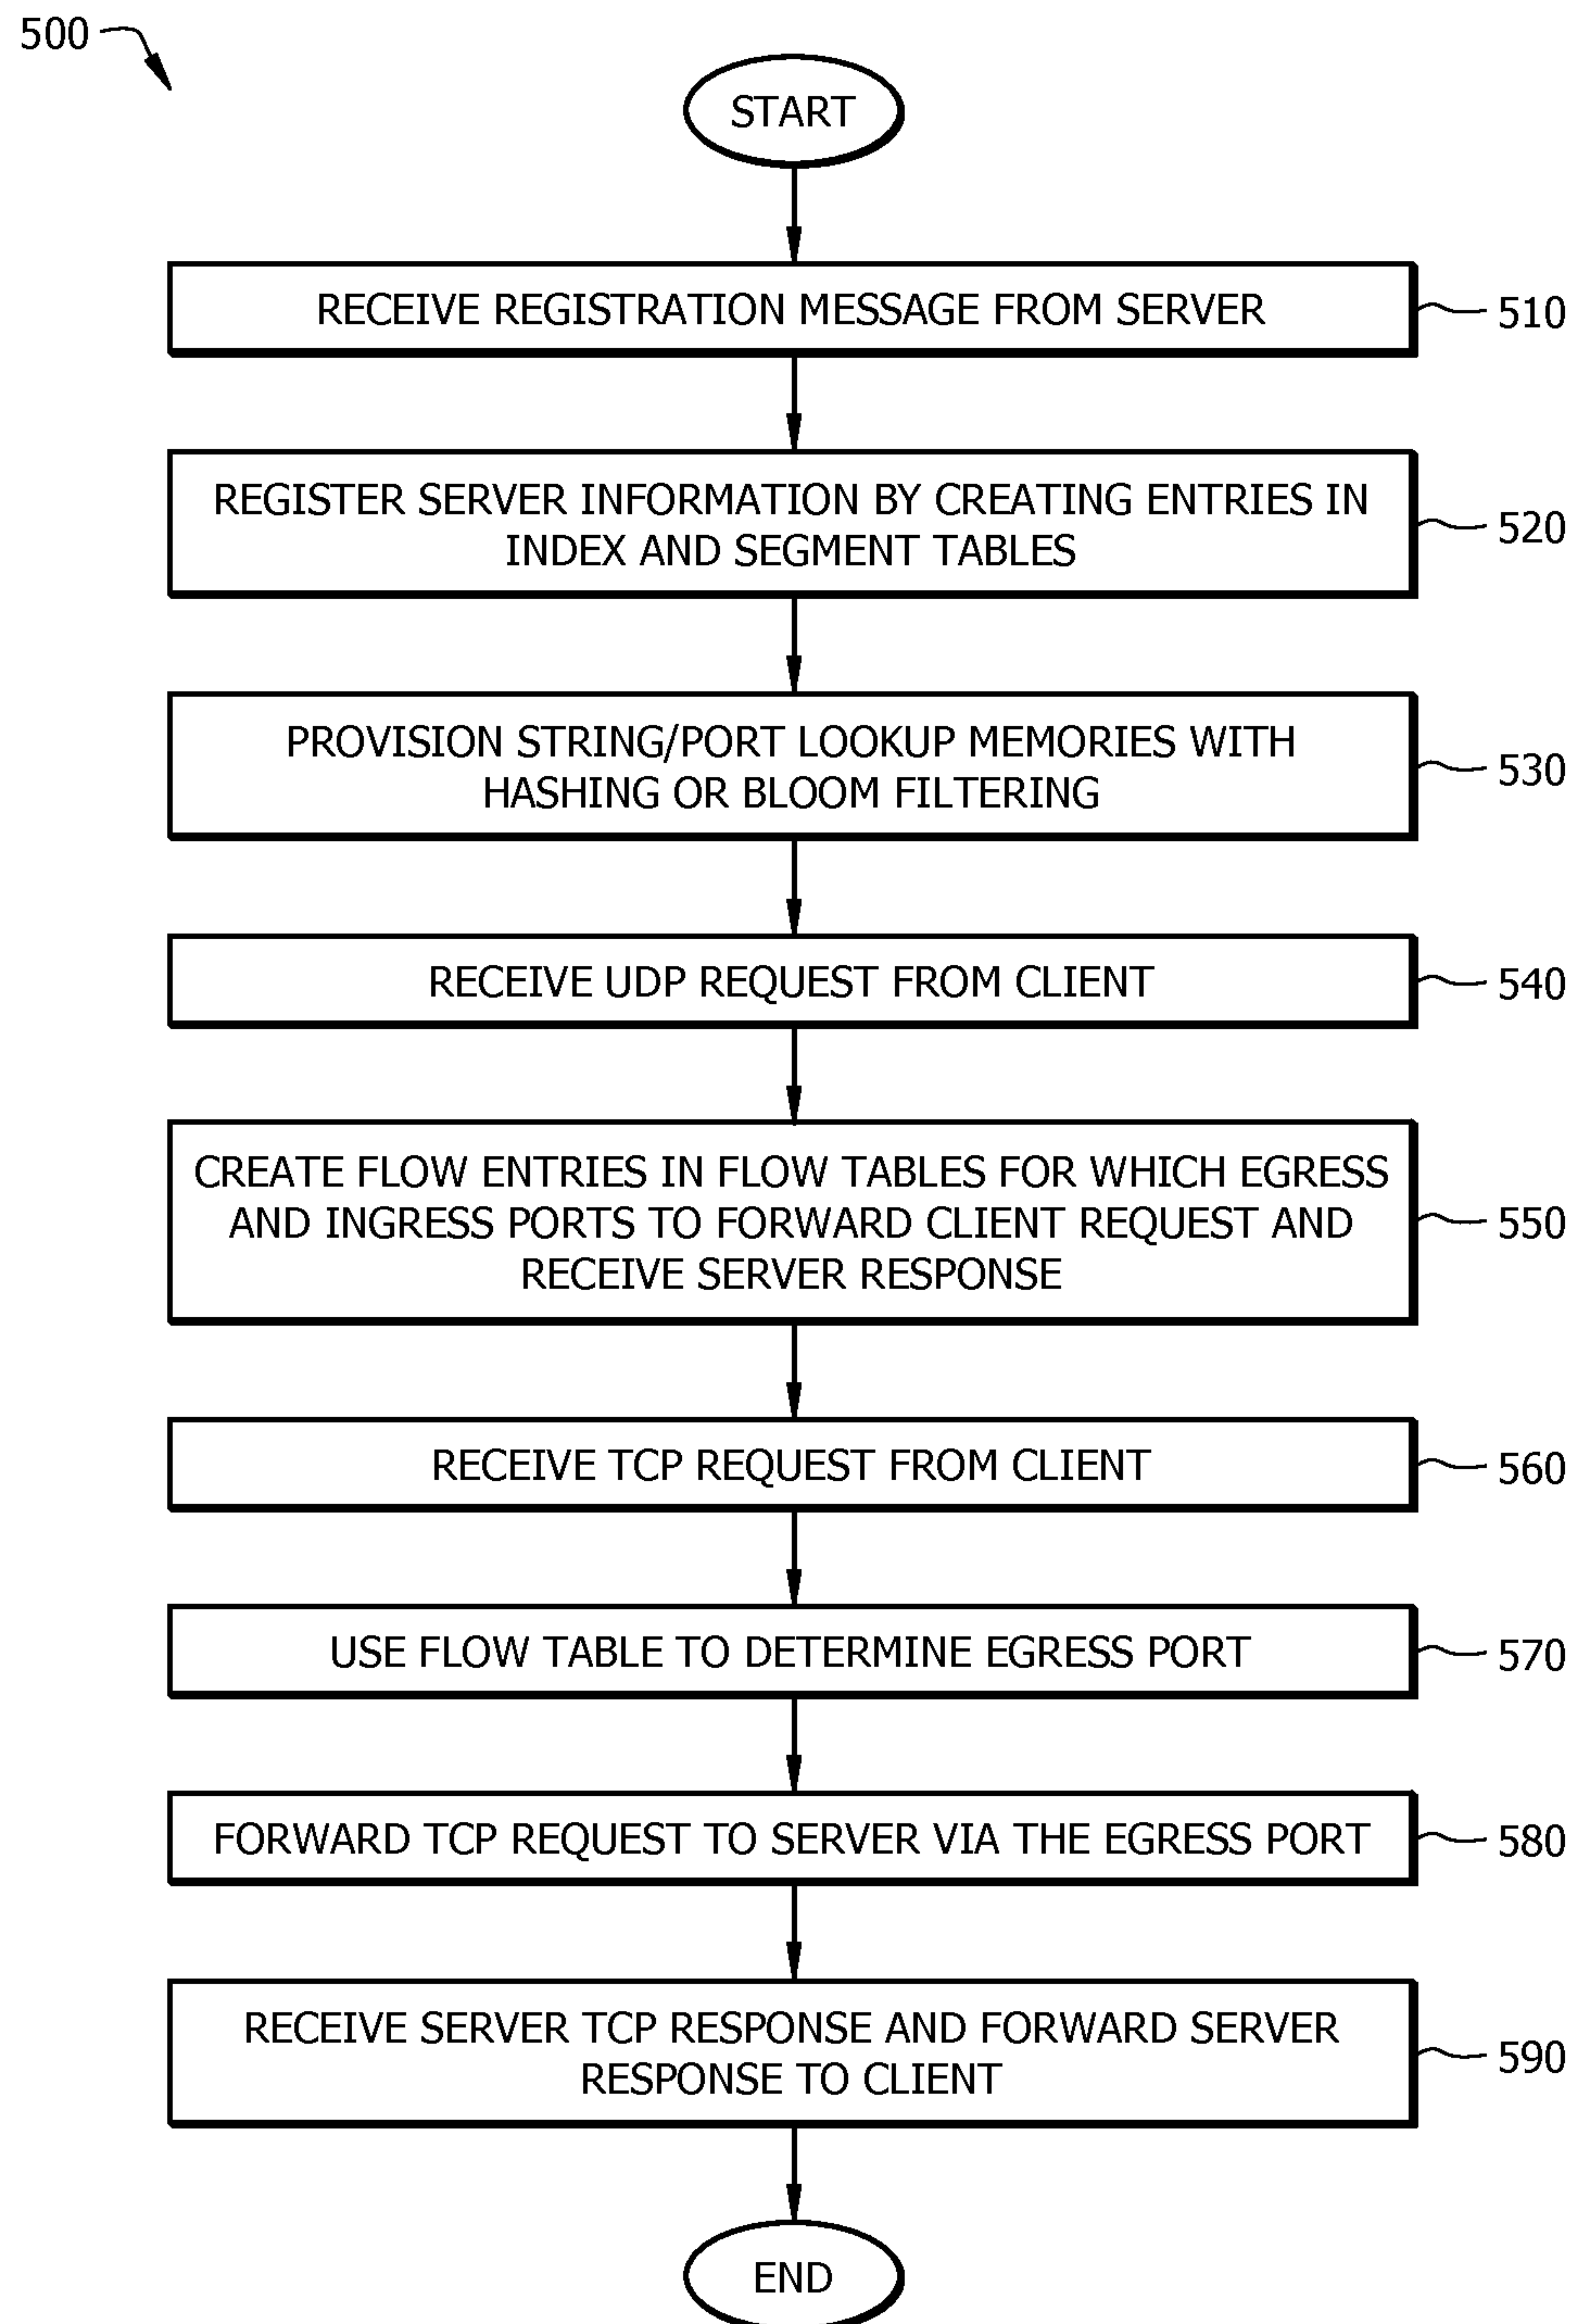 500
START
RECEIVE REGISTRATION MESSAGE FROM SERVER
510
REGISTER SERVER INFORMATION BY CREATING ENTRIES IN
INDEX AND SEGMENT TABLES
520
PROVISION STRING/PORT LOOKUP MEMORIES WITH
HASHING OR BLOOM FILTERING
530
RECEIVE UDP REQUEST FROM CLIENT
540
CREATE FLOW ENTRIES IN FLOW TABLES FOR WHICH EGRESS
AND INGRESS PORTS TO FORWARD CLIENT REQUEST AND
RECEIVE SERVER RESPONSE
550
RECEIVE TCP REQUEST FROM CLIENT
560
USE FLOW TABLE TO DETERMINE EGRESS PORT
570
FORWARD TCP REQUEST TO SERVER VIA THE EGRESS PORT
580
RECEIVE SERVER TCP RESPONSE AND FORWARD SERVER
RESPONSE TO CLIENT
590
END